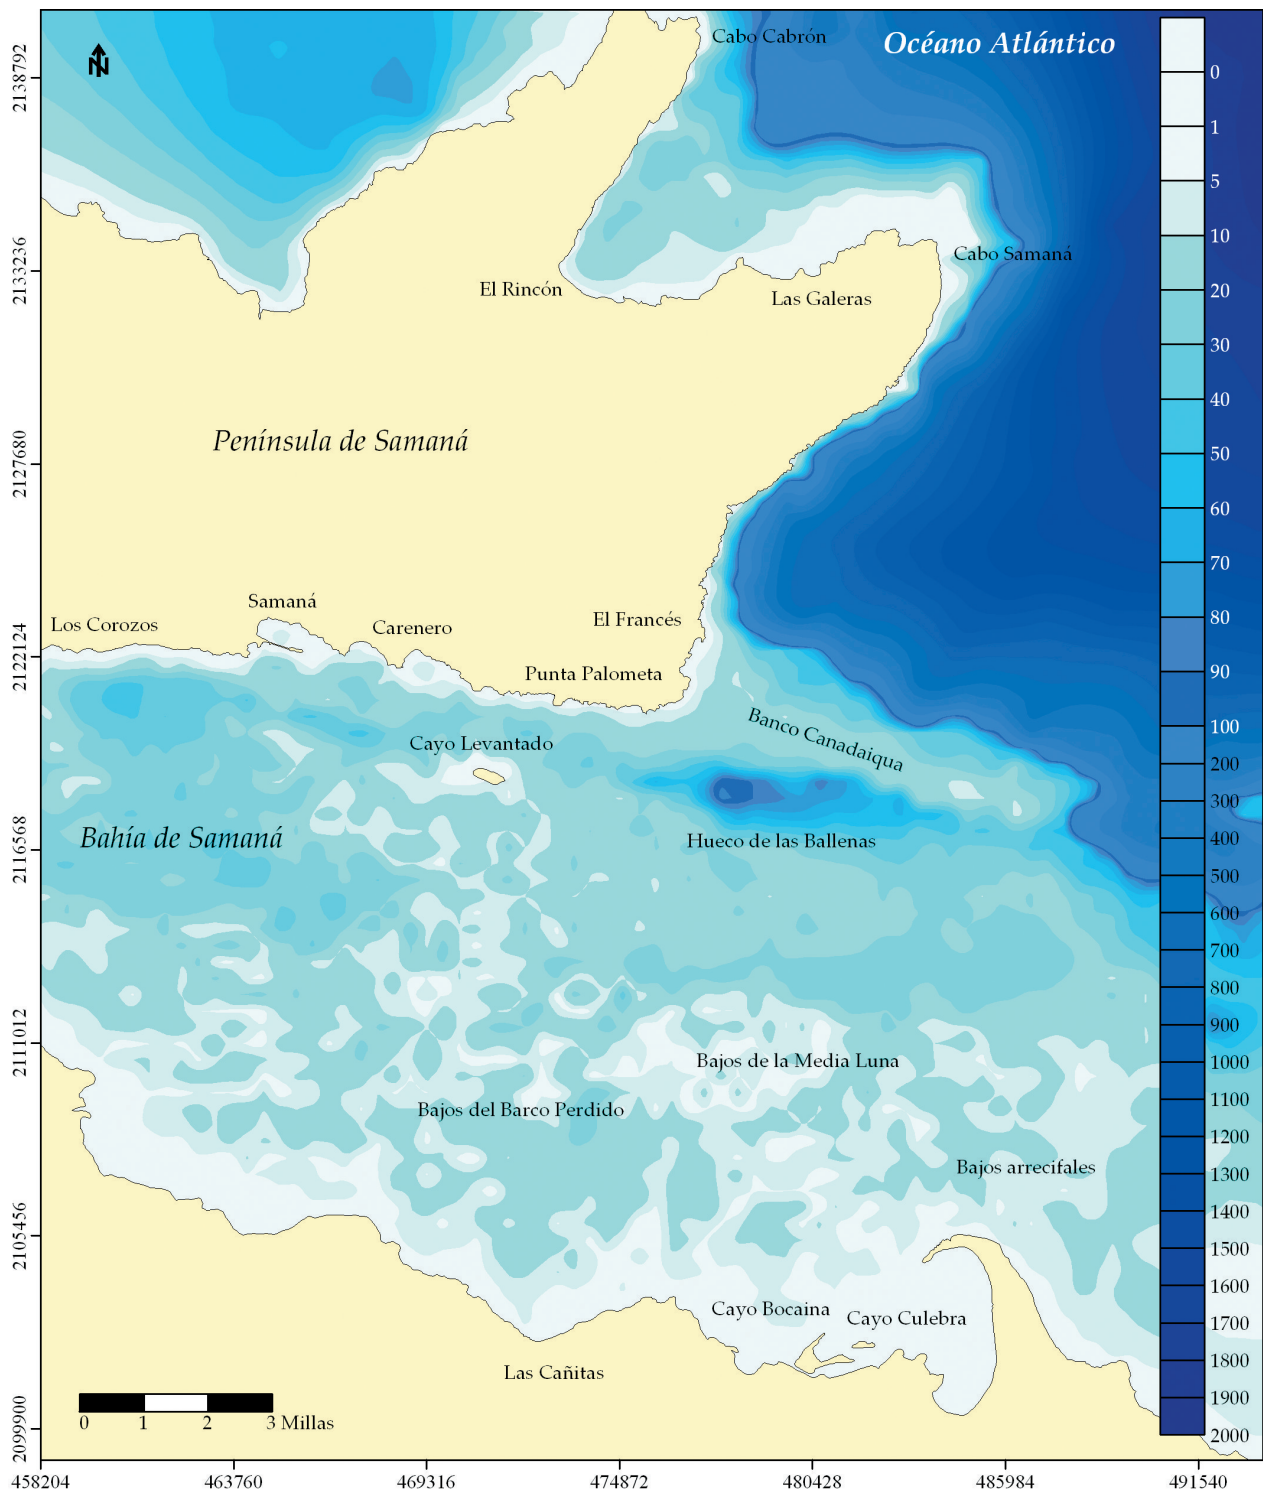 N
Océano Atlántico
Cabo Cabrón
Cabo Samaná
El Rincón
Las Galeras
Península de Samaná
Samaná
Los Corozos
Carenero
El Francés
Punta Palometa
Banco Canadaiqua
Cayo Levantado
Bahía de Samaná
Hueco de las Ballenas
Bajos de la Media Luna
Bajos del Barco Perdido
Bajos arrecifales
Cayo Bocaina
Cayo Culebra
Las Cañitas
0 1 2 3 Millas
2138792
2133236
2127680
2122124
2116568
2111012
2105456
2099900
458204 463760 469316 474872 480428 485984 491540
0
1
5
10
20
30
40
50
60
70
80
90
100
200
300
400
500
600
700
800
900
1000
1100
1200
1300
1400
1500
1600
1700
1800
1900
2000